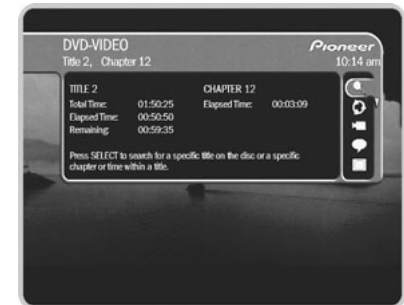 DVD-VIDEO
Pioneer
Title 2, Chapter 12
10:14 am
TITLE 2
CHAPTER 12
Total Time: 01:50:25
Elapsed Time: 00:03:09
Elapsed Time: 00:50:50
Remaining: 00:59:35
Press SELECT to search for a specific title on the disc or a specific
chapter or time within a title.